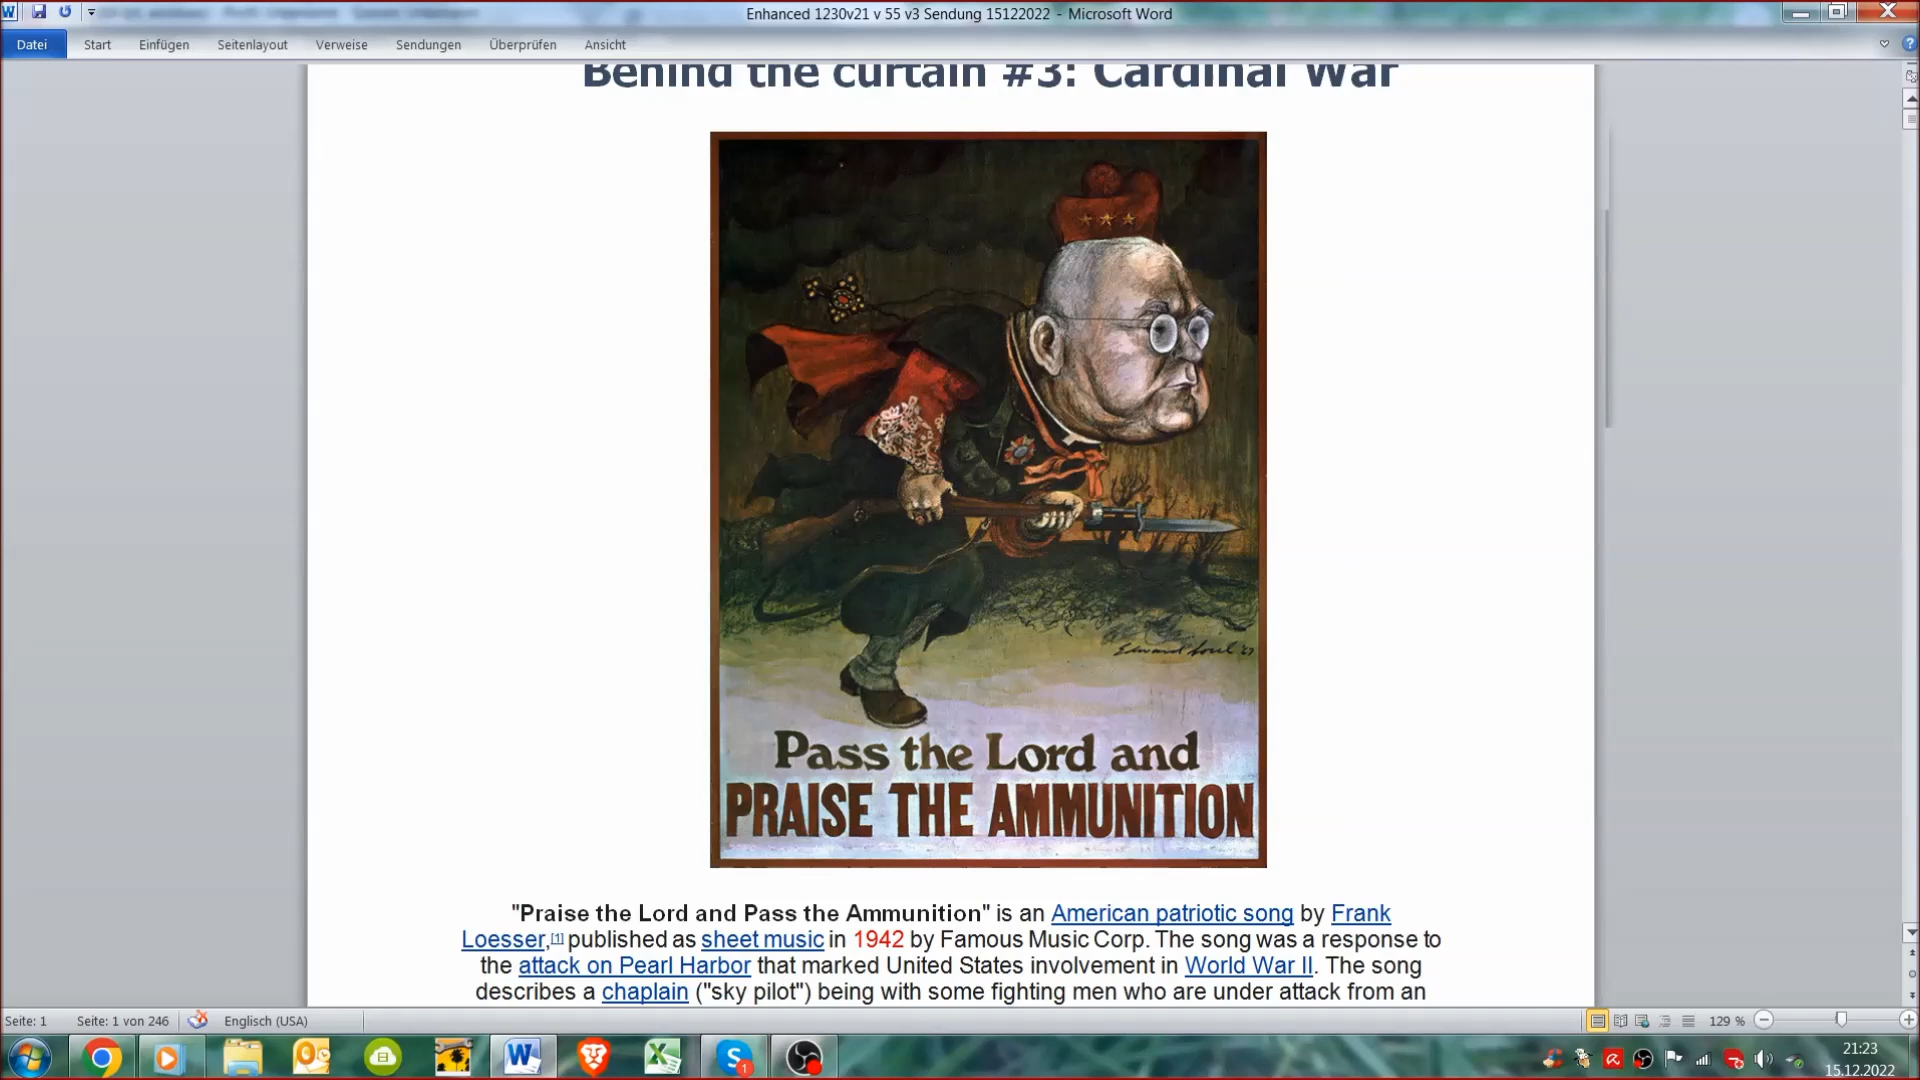 Enhanced 1230v21 v 55 v3 Sendung 15122022 - Microsoft Word
Datei Start Einfügen Seitenlayout Verweise Sendungen Überprüfen Ansicht
Behind the curtain #3: Cardinal War
Pass the Lord and
PRAISE THE AMMUNITION
"Praise the Lord and Pass the Ammunition" is an American patriotic song by Frank
Loesser,[1] published as sheet music in 1942 by Famous Music Corp. The song was a response to
the attack on Pearl Harbor that marked United States involvement in World War II. The song
describes a chaplain ("sky pilot") being with some fighting men who are under attack from an
Seite: 1 Seite: 1 von 246 Englisch (USA) 129 %
21:23
15.12.2022